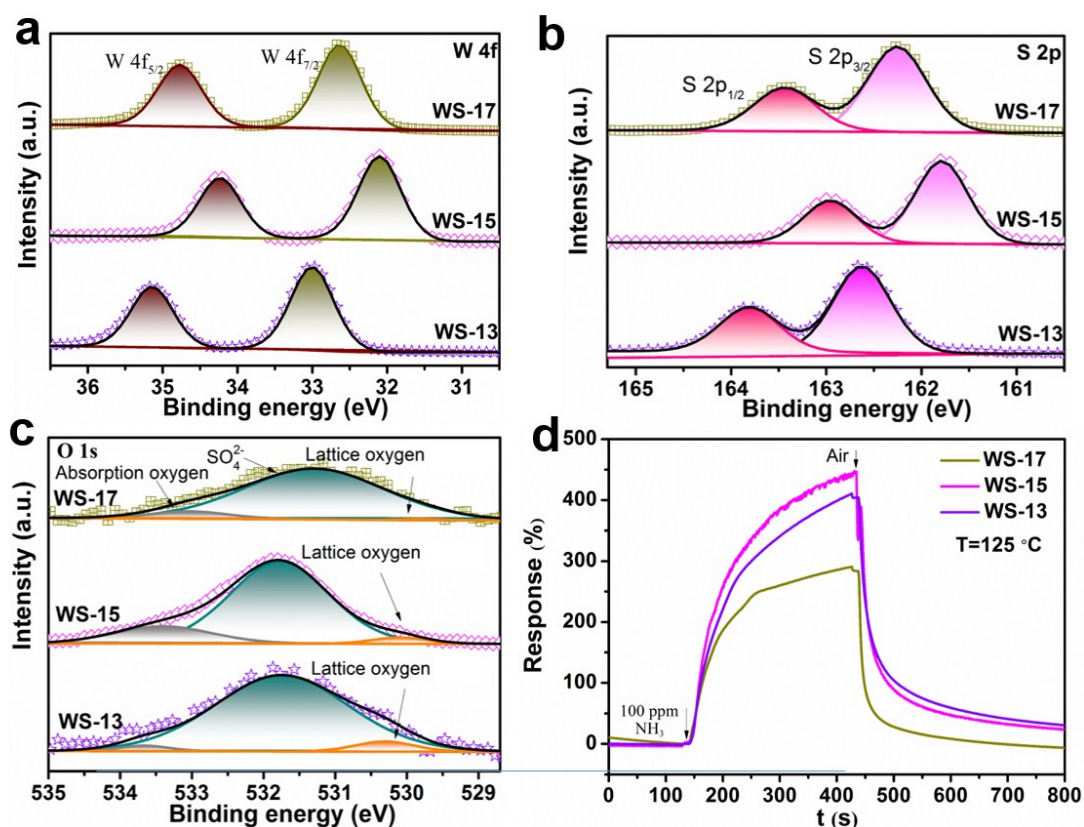 a
W 4f
W 4f5/2
W 4f7/2
WS-17
WS-15
WS-13
Intensity (a.u.)
36 35 34 33 32 31
Binding energy (eV)
b
S 2p
S 2p3/2
S 2p1/2
WS-17
WS-15
WS-13
Intensity (a.u.)
165 164 163 162 161
Binding energy (eV)
c
O 1s
Absorption oxygen
SO4 2-
Lattice oxygen
WS-17
Lattice oxygen
WS-15
Lattice oxygen
WS-13
Intensity (a.u.)
535 534 533 532 531 530 529
Binding energy (eV)
d
500
400
300
200
100
0
Response (%)
Air
WS-17
WS-15
WS-13
T=125 °C
100 ppm
NH3
0 100 200 300 400 500 600 700 800
t (s)